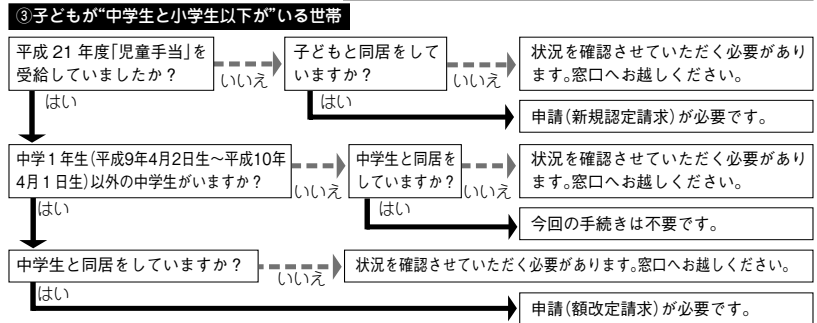 ③子どもが“中学生と小学生以下が”いる世帯
平成 21 年度「児童手当」を
受給していましたか？
いいえ
子どもと同居をして
いますか？
いいえ
状況を確認させていただく必要があり
ます。窓口へお越しください。
はい
はい
申請（新規認定請求）が必要です。
中学１年生（平成9年4月2日生～平成10年
4月１日生）以外の中学生がいますか？
いいえ
中学生と同居を
していますか？
いいえ
状況を確認させていただく必要があり
ます。窓口へお越しください。
はい
はい
今回の手続きは不要です。
中学生と同居をしていますか？
いいえ
状況を確認させていただく必要があります。窓口へお越しください。
はい
申請（額改定請求）が必要です。